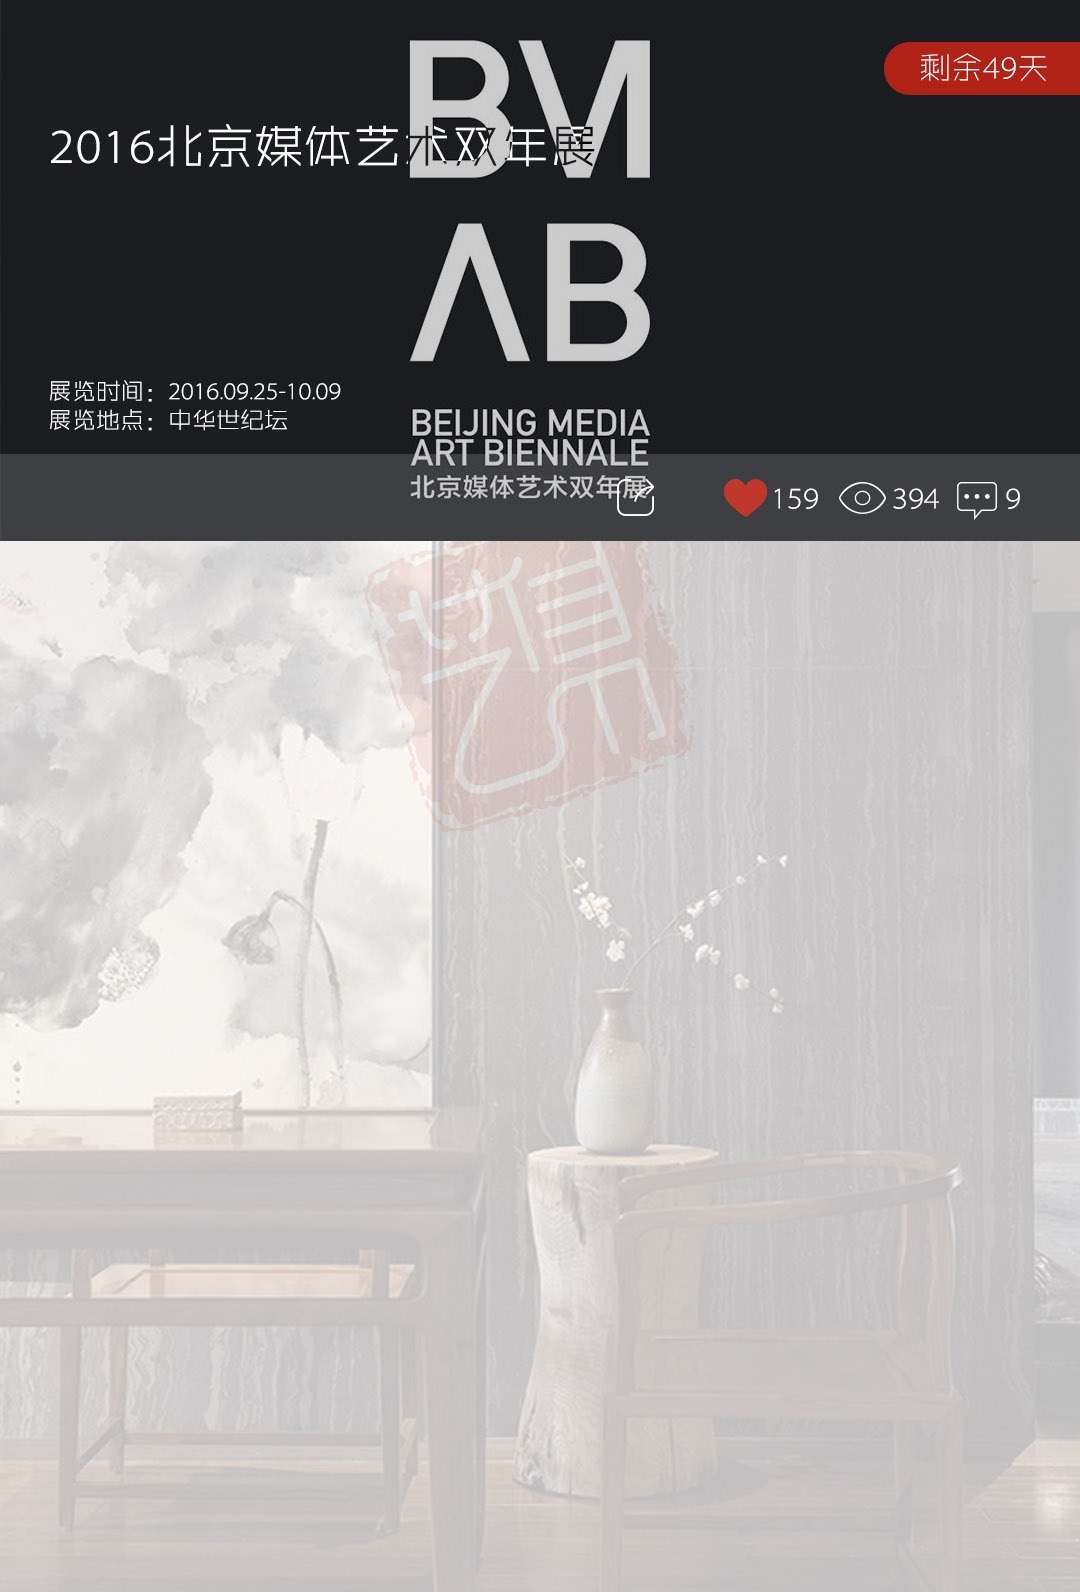 BM
剩余49天
2016北京媒体艺术双年展
AB
展览时间：2016.09.25-10.09
展览地点：中华世纪坛
BEIJING MEDIA
ART BIENNALE
北京媒体艺术双年展
159 394 9